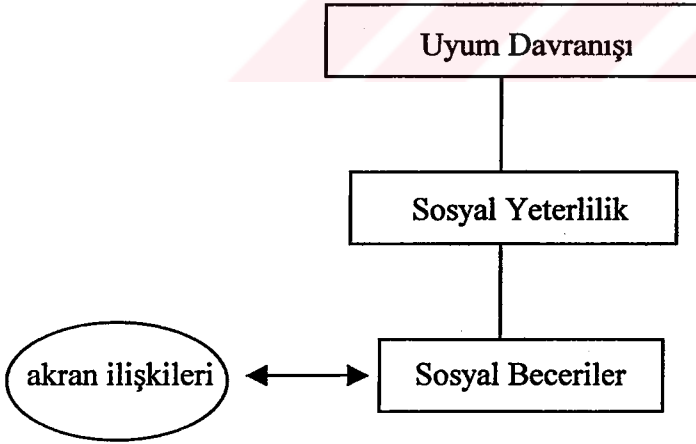 Uyum Davranışı
Sosyal Yeterlilik
akran ilişkileri
Sosyal Beceriler